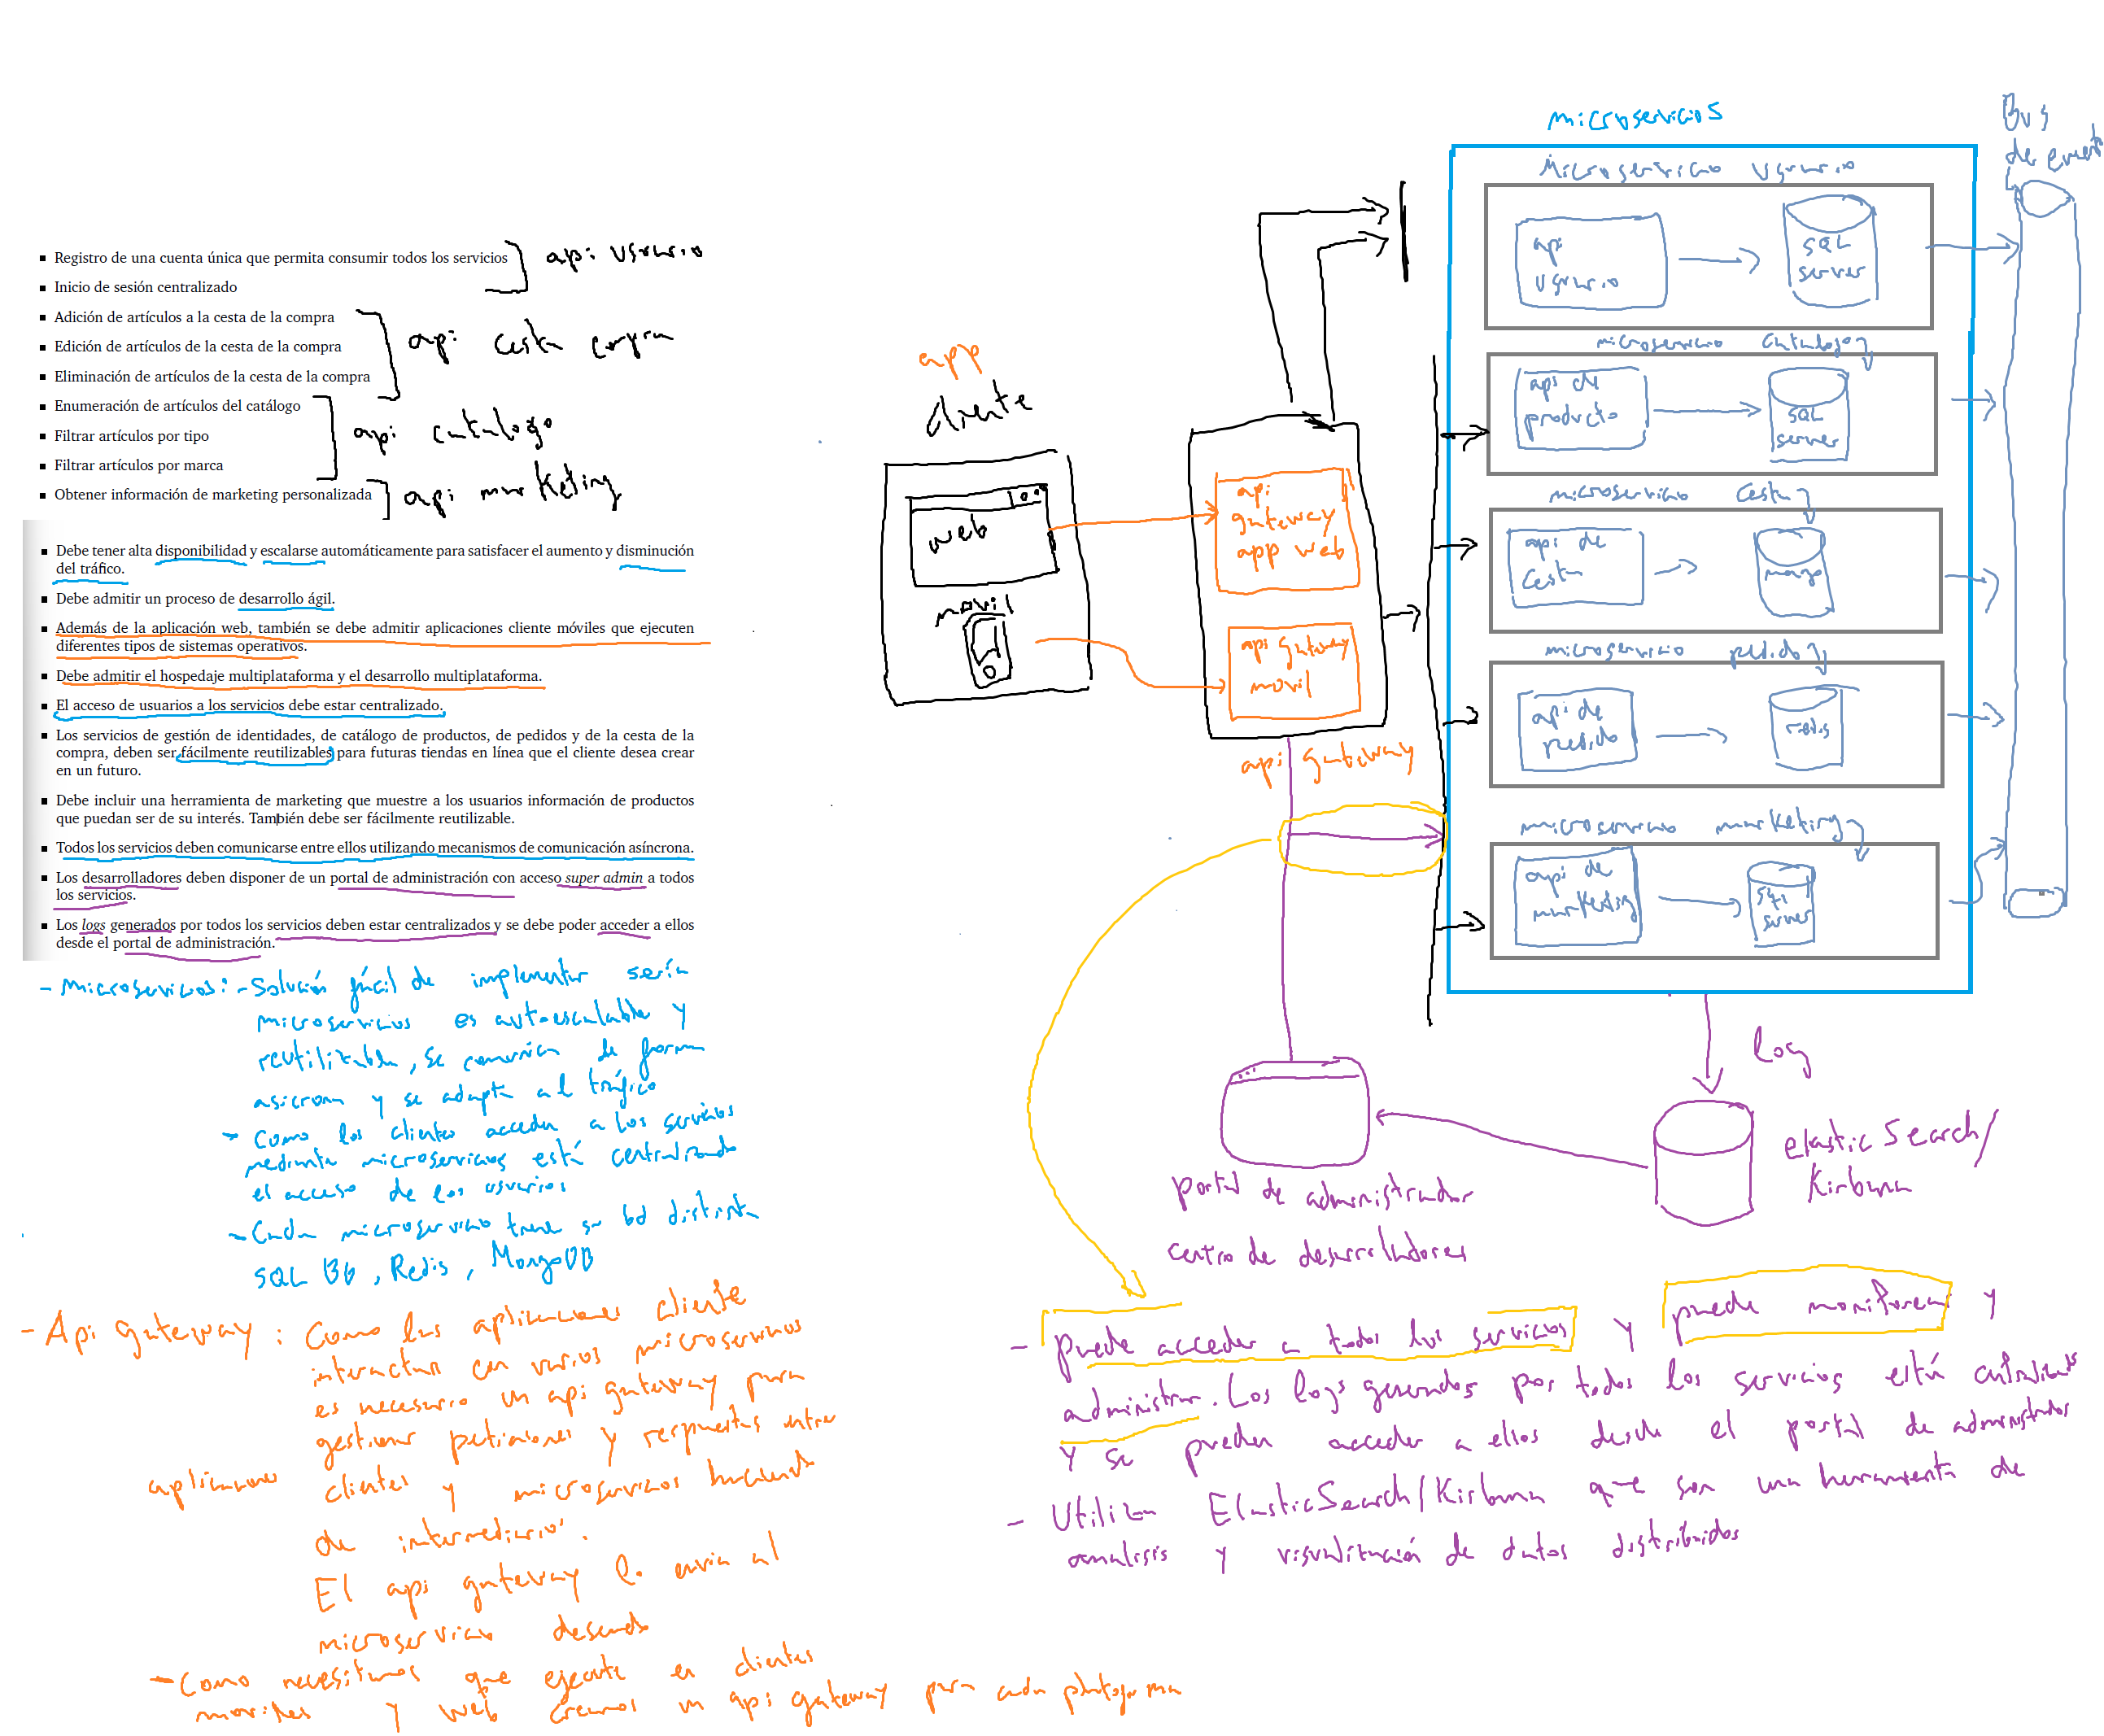 Registro de una cuenta única que permita consumir todos los servicios
Inicio de sesión centralizado
api usuario
Adición de artículos a la cesta de la compra
Edición de artículos de la cesta de la compra
Eliminación de artículos de la cesta de la compra
api cesta compra
Enumeración de artículos del catálogo
Filtrar artículos por tipo
Filtrar artículos por marca
api catalogo
Obtener información de marketing personalizada
api marketing
Debe tener alta disponibilidad y escalarse automáticamente para satisfacer el aumento y disminución
del tráfico.
Debe admitir un proceso de desarrollo ágil.
Además de la aplicación web, también se debe admitir aplicaciones cliente móviles que ejecuten
diferentes tipos de sistemas operativos.
Debe admitir el hospedaje multiplataforma y el desarrollo multiplataforma.
El acceso de usuarios a los servicios debe estar centralizado.
Los servicios de gestión de identidades, de catálogo de productos, de pedidos y de la cesta de la
compra, deben ser fácilmente reutilizables para futuras tiendas en línea que el cliente desea crear
en un futuro.
Debe incluir una herramienta de marketing que muestre a los usuarios información de productos
que puedan ser de su interés. También debe ser fácilmente reutilizable.
Todos los servicios deben comunicarse entre ellos utilizando mecanismos de comunicación asíncrona.
Los desarrolladores deben disponer de un portal de administración con acceso super admin a todos
los servicios.
Los logs generados por todos los servicios deben estar centralizados y se debe poder acceder a ellos
desde el portal de administración.
- Microservicios: - Solución fácil de implementar sería
microservicios es autoescalable y
reutilizable, se comunica de forma
asicrona y se adapta al tráfico
- Como los clientes acceden a los servicios
mediante microservicios está centralizado
el acceso de los usuarios
- Cada microservicio tiene su bd distinta
SQL Bb, Redis, MongoDB
- Api gateway: Como las aplicaciones cliente
interactuan con varios microservicios
es necesario un api gateway para
gestionar peticiones y respuestas entre
aplicaciones clientes y microservicios haciendo
de intermediario.
El api gateway lo envia al
microservicio deseado
- Como necesitamos que ejecute en clientes
moviles y web creamos un api gateway para cada plataforma
app
cliente
web
movil
api
gateway
app web
api gateway
movil
api gateway
microservicios
Microservicio usuario
api
usuario
SQL
server
microservicio catalogo
api de
producto
SQL
server
microservicio cesta
api de
cesta
mongo
microservicio pedido
api de
pedido
redis
microservicio marketing
api de
marketing
sql
server
Bus
de event
log
elastic Search/
Kirbana
portal de administrador
centro de desarrolladores
- puede acceder a todos los servicios y puede monitorear y
administrar. Los logs generados por todos los servicios está centralizados
y se pueden acceder a ellos desde el portal de administrador
- Utiliza ElasticSearch/Kirbana que son una herramienta de
analisis y visualización de datos distribuidos